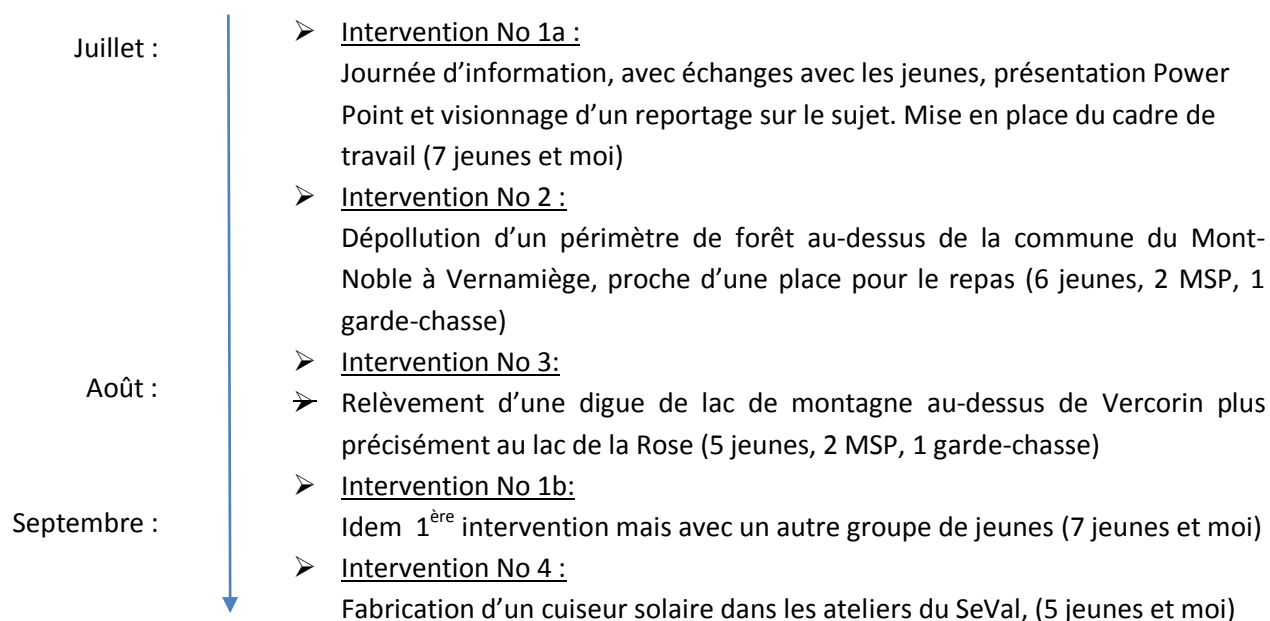 Juillet :
➢ Intervention No 1a :
Journée d’information, avec échanges avec les jeunes, présentation Power
Point et visionnage d’un reportage sur le sujet. Mise en place du cadre de
travail (7 jeunes et moi)
➢ Intervention No 2 :
Dépollution d’un périmètre de forêt au-dessus de la commune du Mont-
Noble à Vernamiège, proche d’une place pour le repas (6 jeunes, 2 MSP, 1
garde-chasse)
➢ Intervention No 3:
Août :
➢ Relèvement d’une digue de lac de montagne au-dessus de Vercorin plus
précisément au lac de la Rose (5 jeunes, 2 MSP, 1 garde-chasse)
➢ Intervention No 1b:
Septembre :
Idem 1ère intervention mais avec un autre groupe de jeunes (7 jeunes et moi)
➢ Intervention No 4 :
Fabrication d’un cuiseur solaire dans les ateliers du SeVal, (5 jeunes et moi)